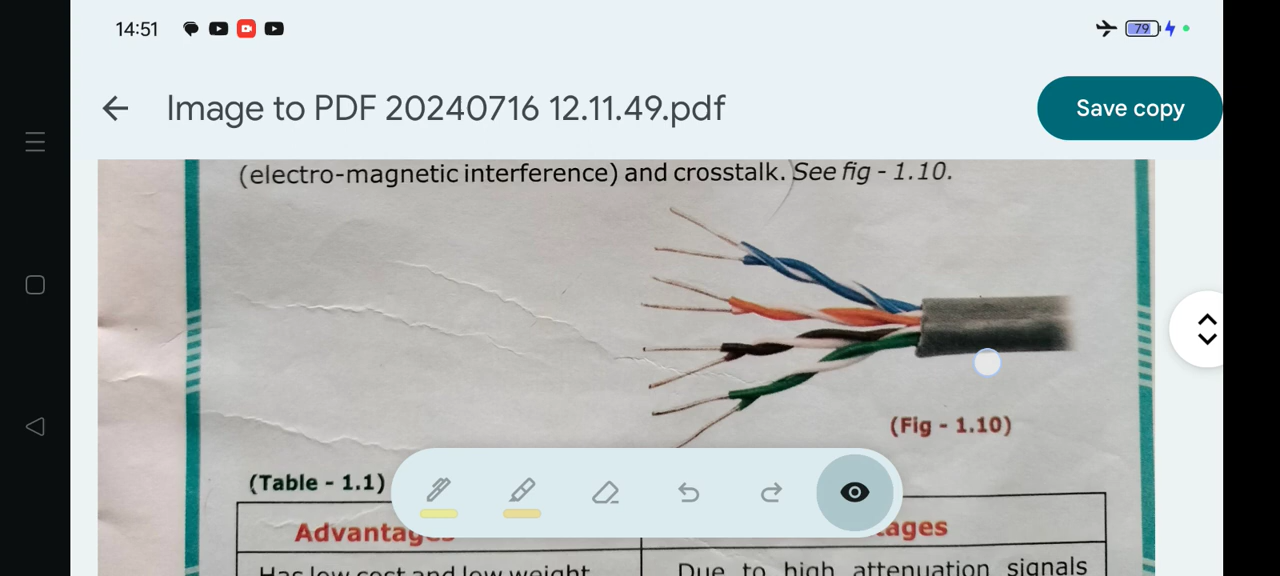 14:51
79
Image to PDF 20240716 12.11.49.pdf
Save copy
(electro-magnetic interference) and crosstalk. See fig - 1.10.
(Fig - 1.10)
(Table - 1.1)
Advantages
ages
Has low cost and low weight
Due to high attenuation signals